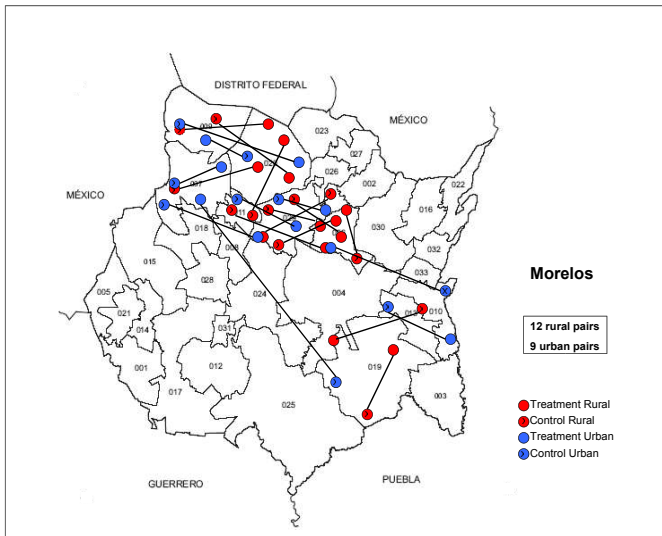 DISTRITO FEDERAL
MÉXICO
023
027
026
002
022
MÉXICO
016
018
030
032
015
033
028
024
004
005
021
010
014
031
019
001
012
003
017
025
GUERRERO
PUEBLA
Morelos
12 rural pairs
9 urban pairs
Treatment Rural
Control Rural
Treatment Urban
Control Urban